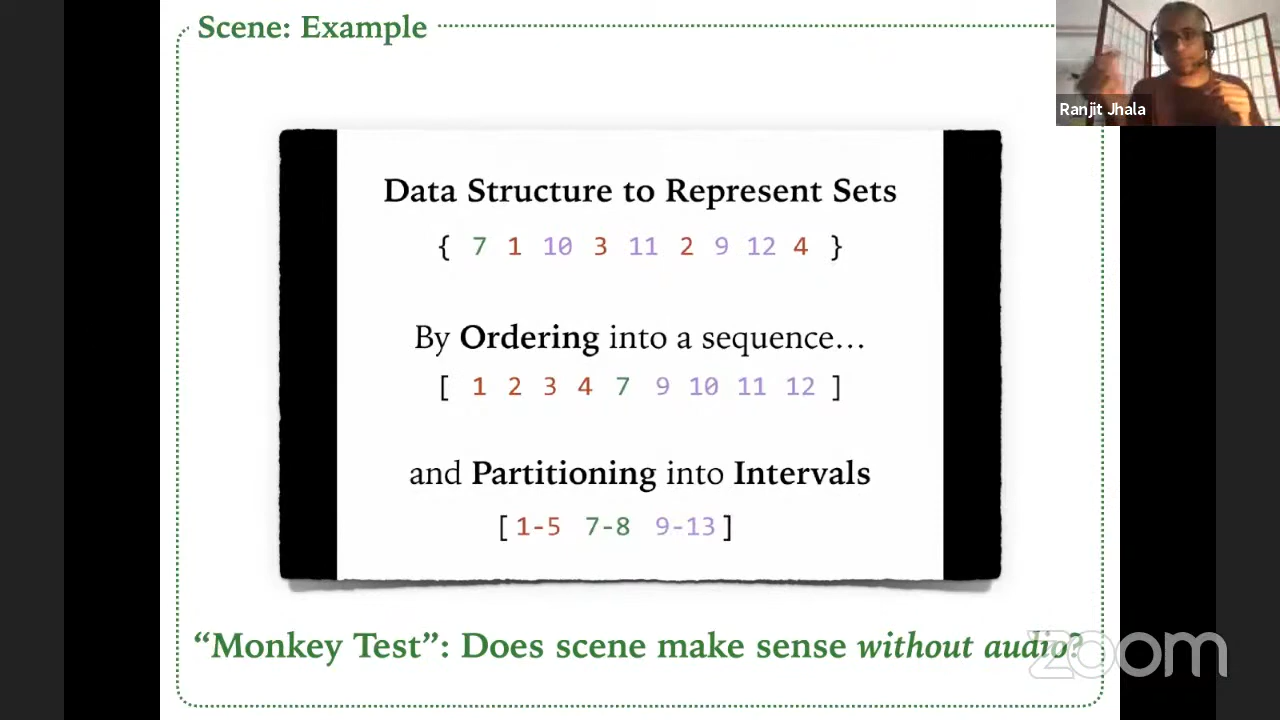 Scene: Example
Ranjit Jhala
Data Structure to Represent Sets
{ 7 1 10 3 11 2 9 12 4 }
By Ordering into a sequence…
[ 1 2 3 4 7 9 10 11 12 ]
and Partitioning into Intervals
[ 1-5 7-8 9-13 ]
“Monkey Test”: Does scene make sense without audio?
zoom